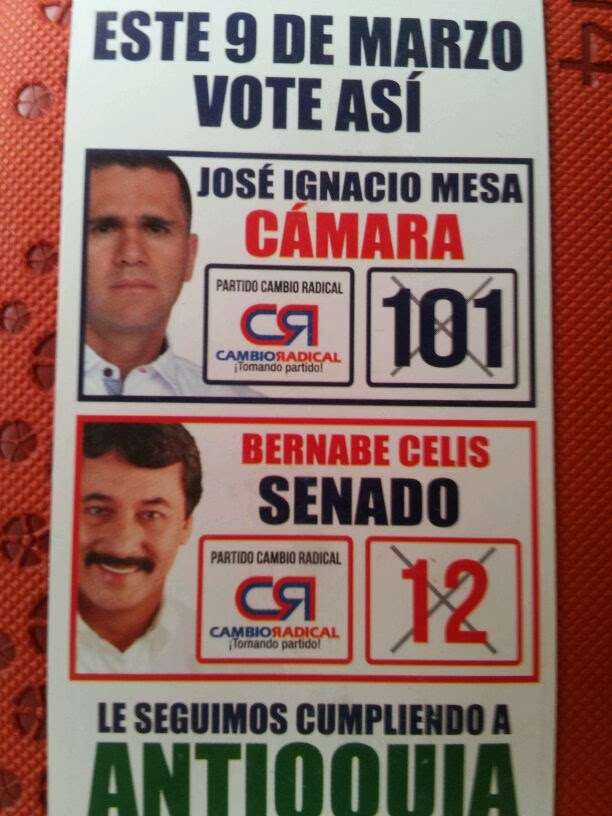 ESTE 9 DE MARZO
VOTE ASÍ
JOSÉ IGNACIO MESA
CÁMARA
PARTIDO CAMBIO RADICAL
CR
CAMBIO RADICAL
¡Tomando partido!
101
BERNABE CELIS
SENADO
PARTIDO CAMBIO RADICAL
CR
CAMBIO RADICAL
¡Tomando partido!
12
LE SEGUIMOS CUMPLIENDO A
ANTIOQUIA